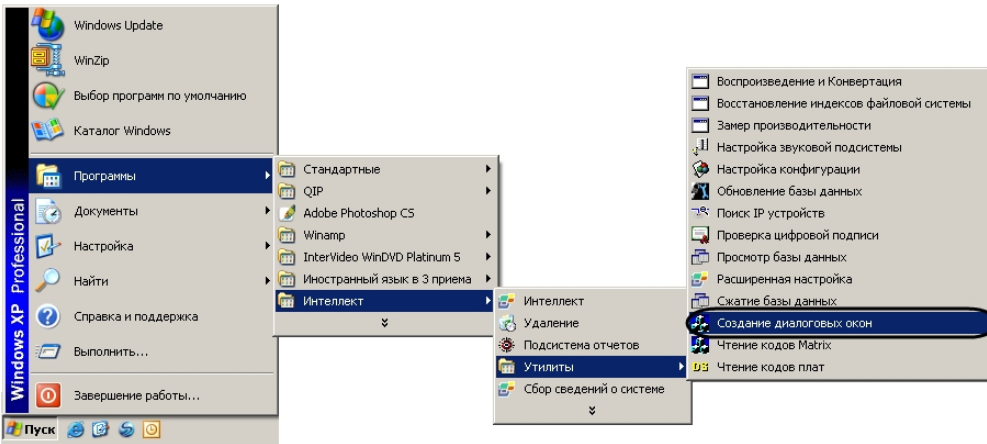 Windows Update
WinZip
Выбор программ по умолчанию
Каталог Windows
Программы
Документы
Настройка
Найти
Справка и поддержка
Выполнить...
Завершение работы...
Windows XP Professional
Пуск
Стандартные
QIP
Adobe Photoshop CS
Winamp
InterVideo WinDVD Platinum 5
Иностранный язык в 3 приема
Интеллект
Интеллект
Удаление
Подсистема отчетов
Утилиты
Сбор сведений о системе
Воспроизведение и Конвертация
Восстановление индексов файловой системы
Замер производительности
Настройка звуковой подсистемы
Настройка конфигурации
Обновление базы данных
Поиск IP устройств
Проверка цифровой подписи
Просмотр базы данных
Расширенная настройка
Сжатие базы данных
Создание диалоговых окон
Чтение кодов Matrix
DS Чтение кодов плат